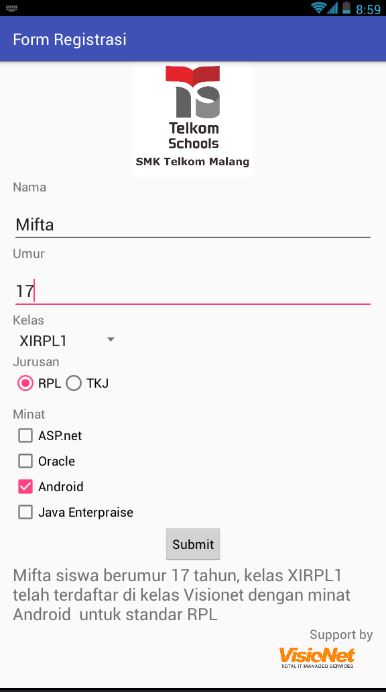 8:59
Form Registrasi
Telkom
Schools
SMK Telkom Malang
Nama
Mifta
Umur
17
Kelas
XIRPL1
Jurusan
RPL TKJ
Minat
ASP.net
Oracle
Android
Java Enterpraise
Submit
Mifta siswa berumur 17 tahun, kelas XIRPL1
telah terdaftar di kelas Visionet dengan minat
Android  untuk standar RPL
Support by
VisioNet
TOTAL IT MANAGED SERVICES